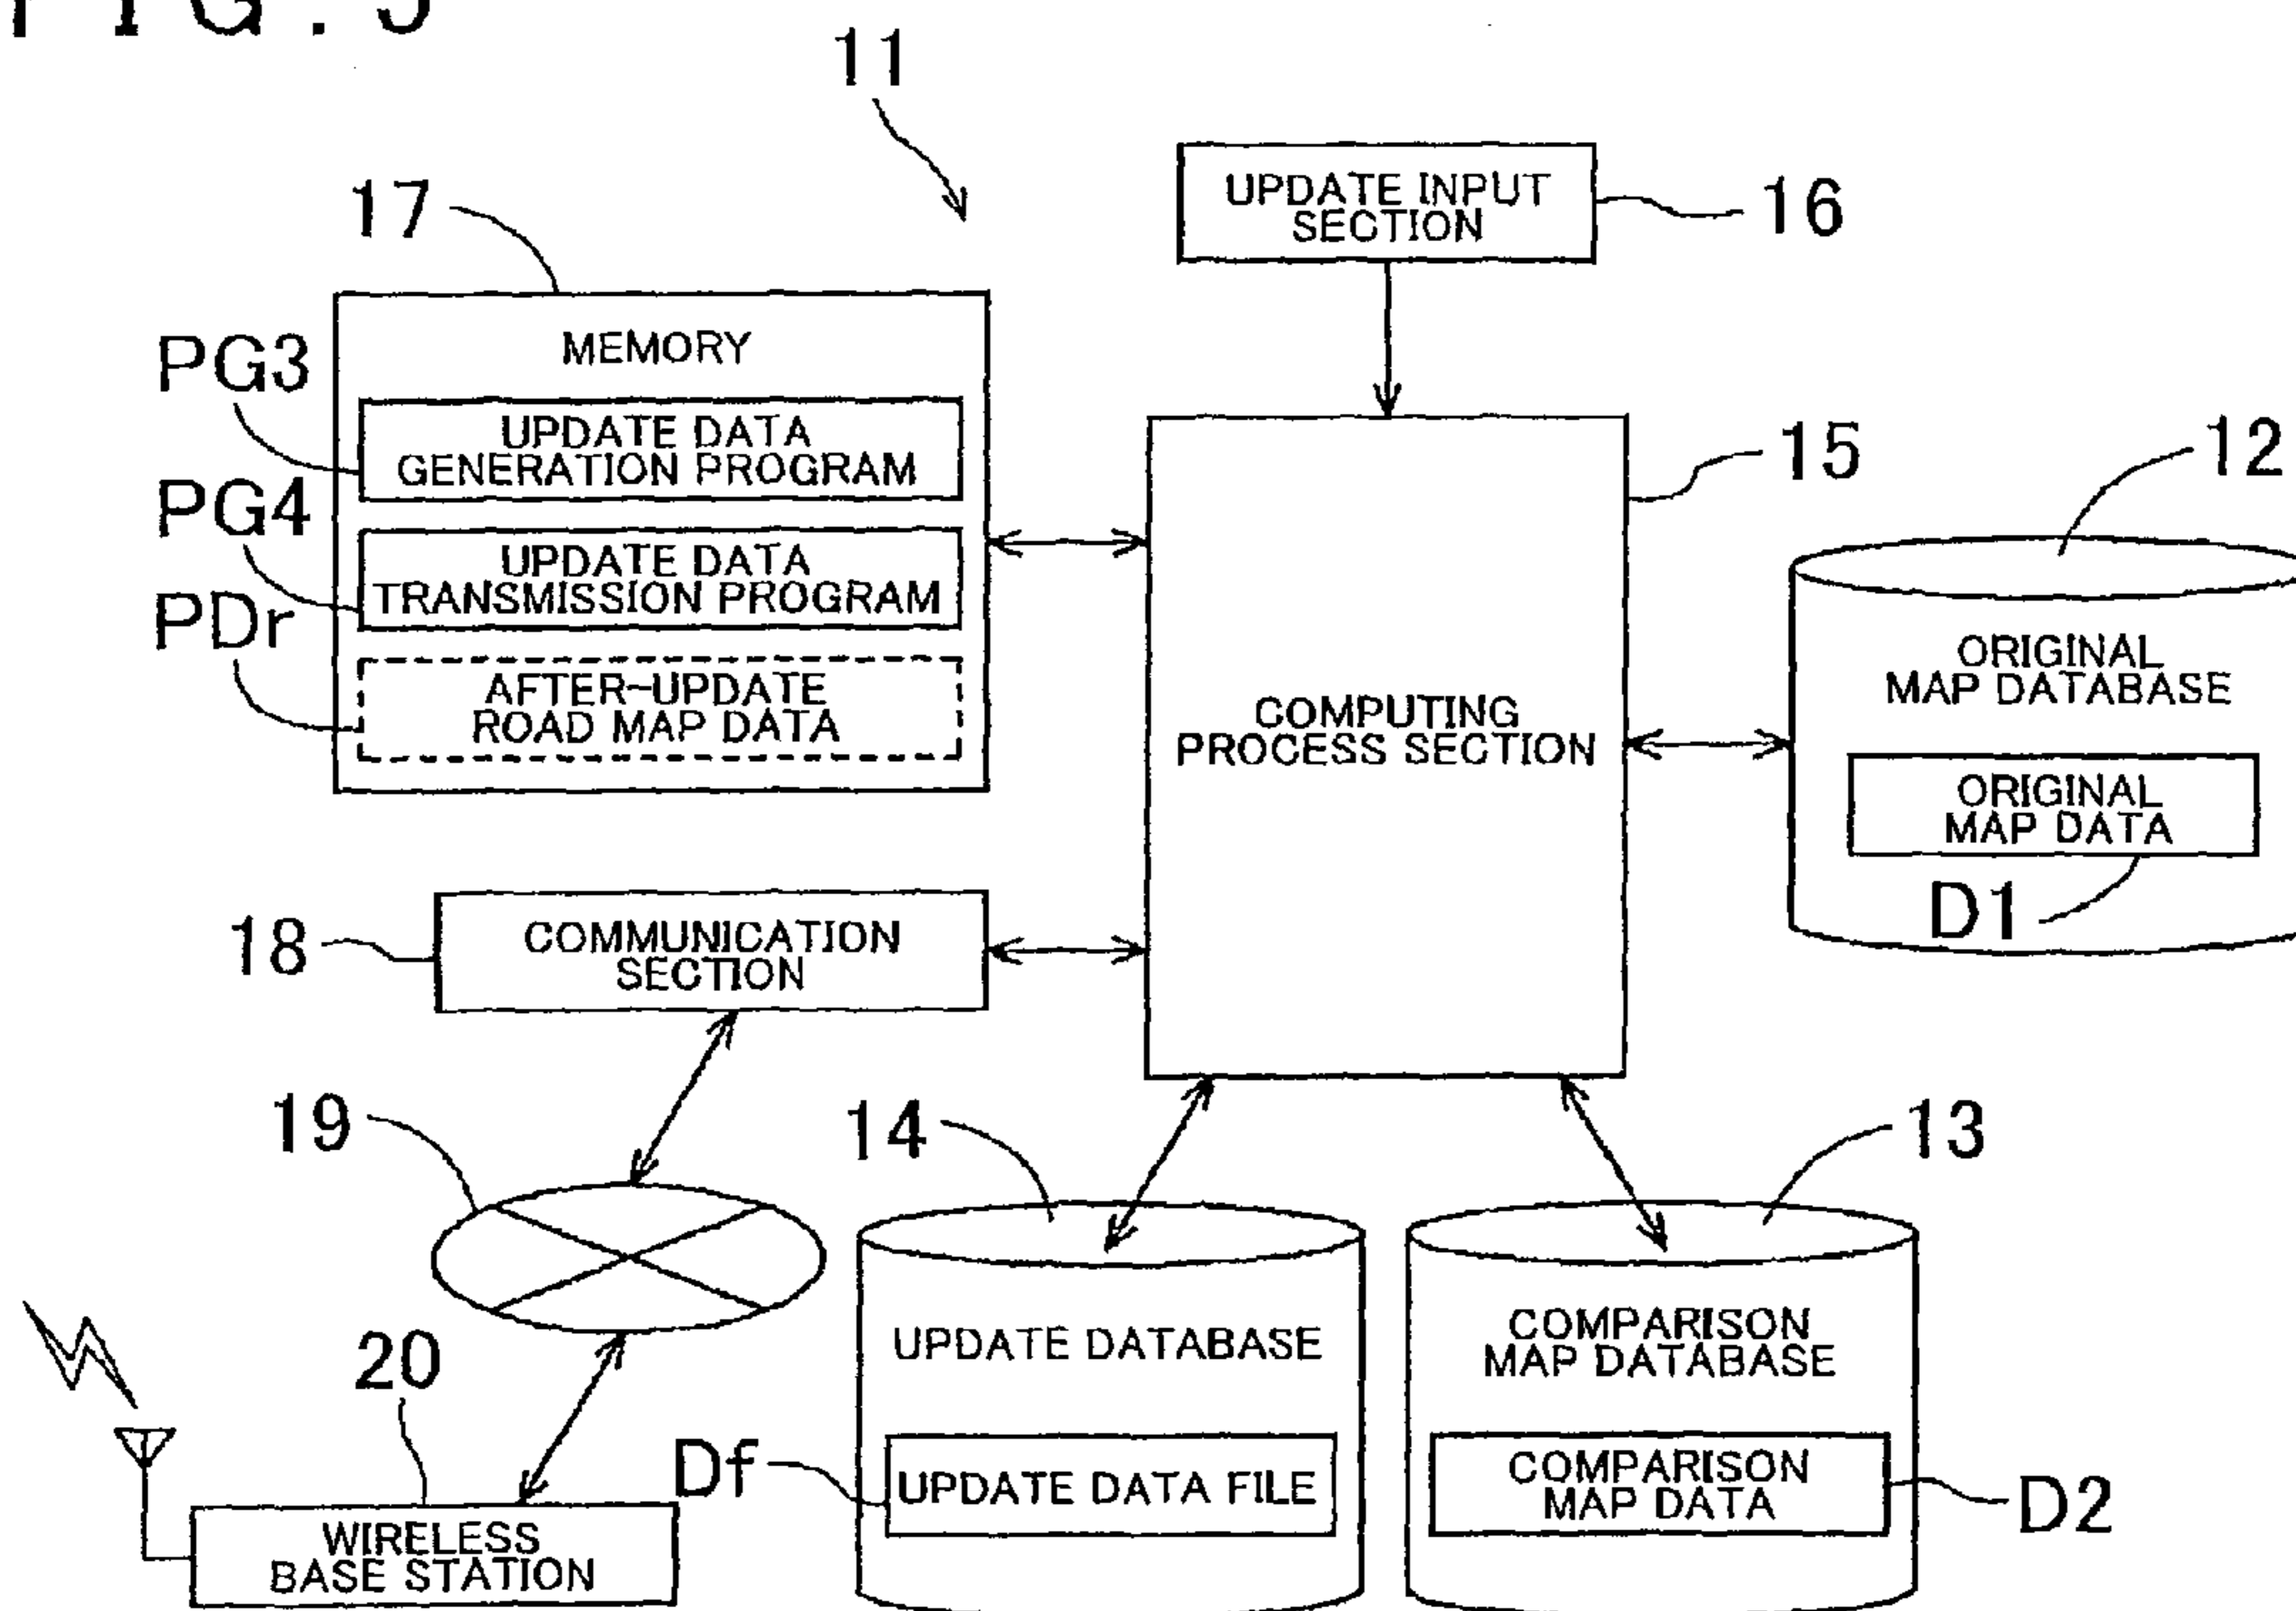 FIG. 5
11
UPDATE INPUT
SECTION
16
17
MEMORY
PG3
UPDATE DATA
GENERATION PROGRAM
PG4
UPDATE DATA
TRANSMISSION PROGRAM
PDr
AFTER-UPDATE
ROAD MAP DATA
15
COMPUTING
PROCESS SECTION
12
ORIGINAL
MAP DATABASE
ORIGINAL
MAP DATA
D1
18
COMMUNICATION
SECTION
19
14
13
20
UPDATE DATABASE
COMPARISON
MAP DATABASE
Df
UPDATE DATA FILE
COMPARISON
MAP DATA
D2
WIRELESS
BASE STATION